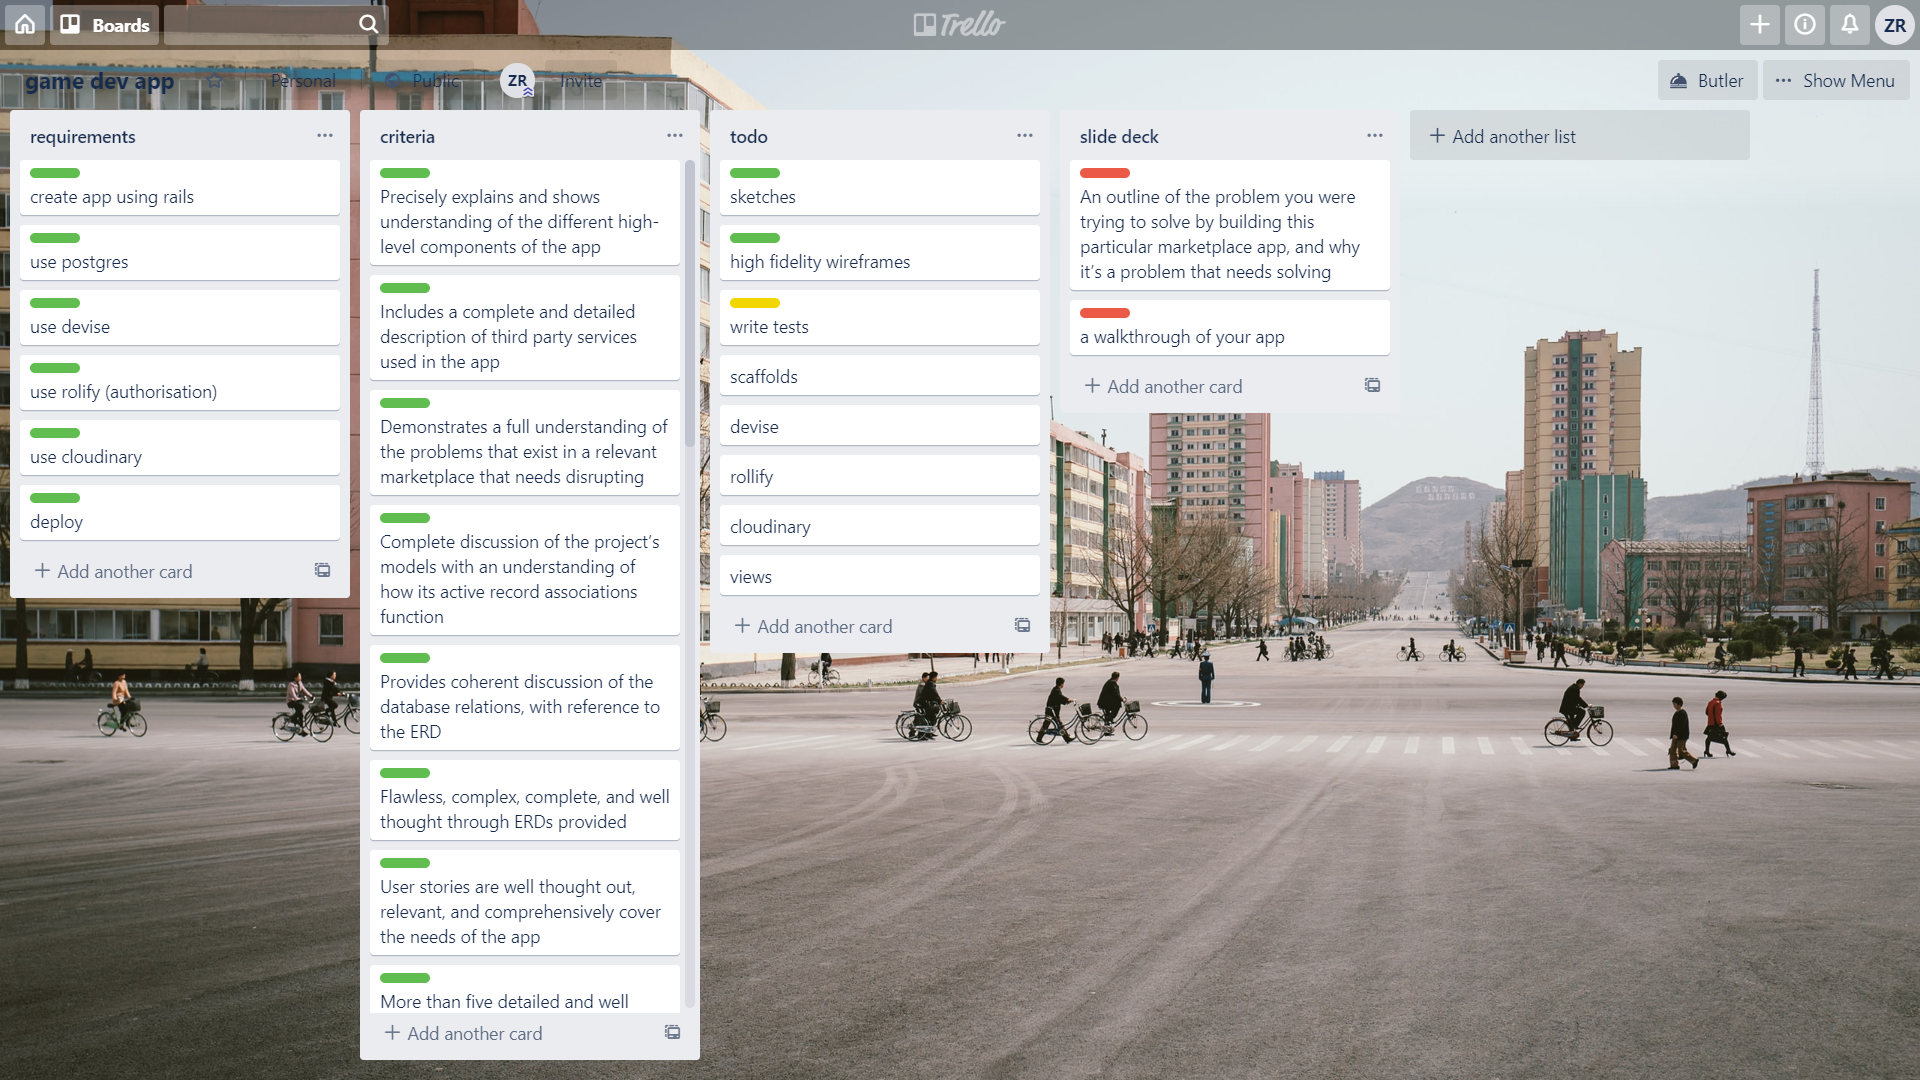 Boards
Trello
ZR
game dev app
Personal
Public
ZR
Invite
Butler
Show Menu
requirements
create app using rails
use postgres
use devise
use rolify (authorisation)
use cloudinary
deploy
Add another card
criteria
Precisely explains and shows
understanding of the different high-
level components of the app
Includes a complete and detailed
description of third party services
used in the app
Demonstrates a full understanding of
the problems that exist in a relevant
marketplace that needs disrupting
Complete discussion of the project’s
models with an understanding of
how its active record associations
function
Provides coherent discussion of the
database relations, with reference to
the ERD
Flawless, complex, complete, and well
thought through ERDs provided
User stories are well thought out,
relevant, and comprehensively cover
the needs of the app
More than five detailed and well
Add another card
todo
sketches
high fidelity wireframes
write tests
scaffolds
devise
rollify
cloudinary
views
Add another card
slide deck
An outline of the problem you were
trying to solve by building this
particular marketplace app, and why
it’s a problem that needs solving
a walkthrough of your app
Add another card
Add another list